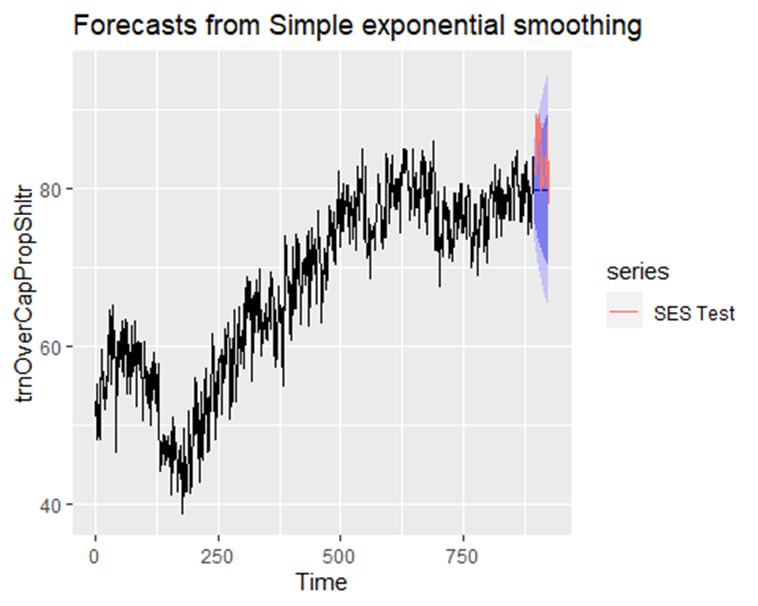 Forecasts from Simple exponential smoothing
trnOverCapPropShltr
80
60
40
0 250 500 750
Time
series
SES Test